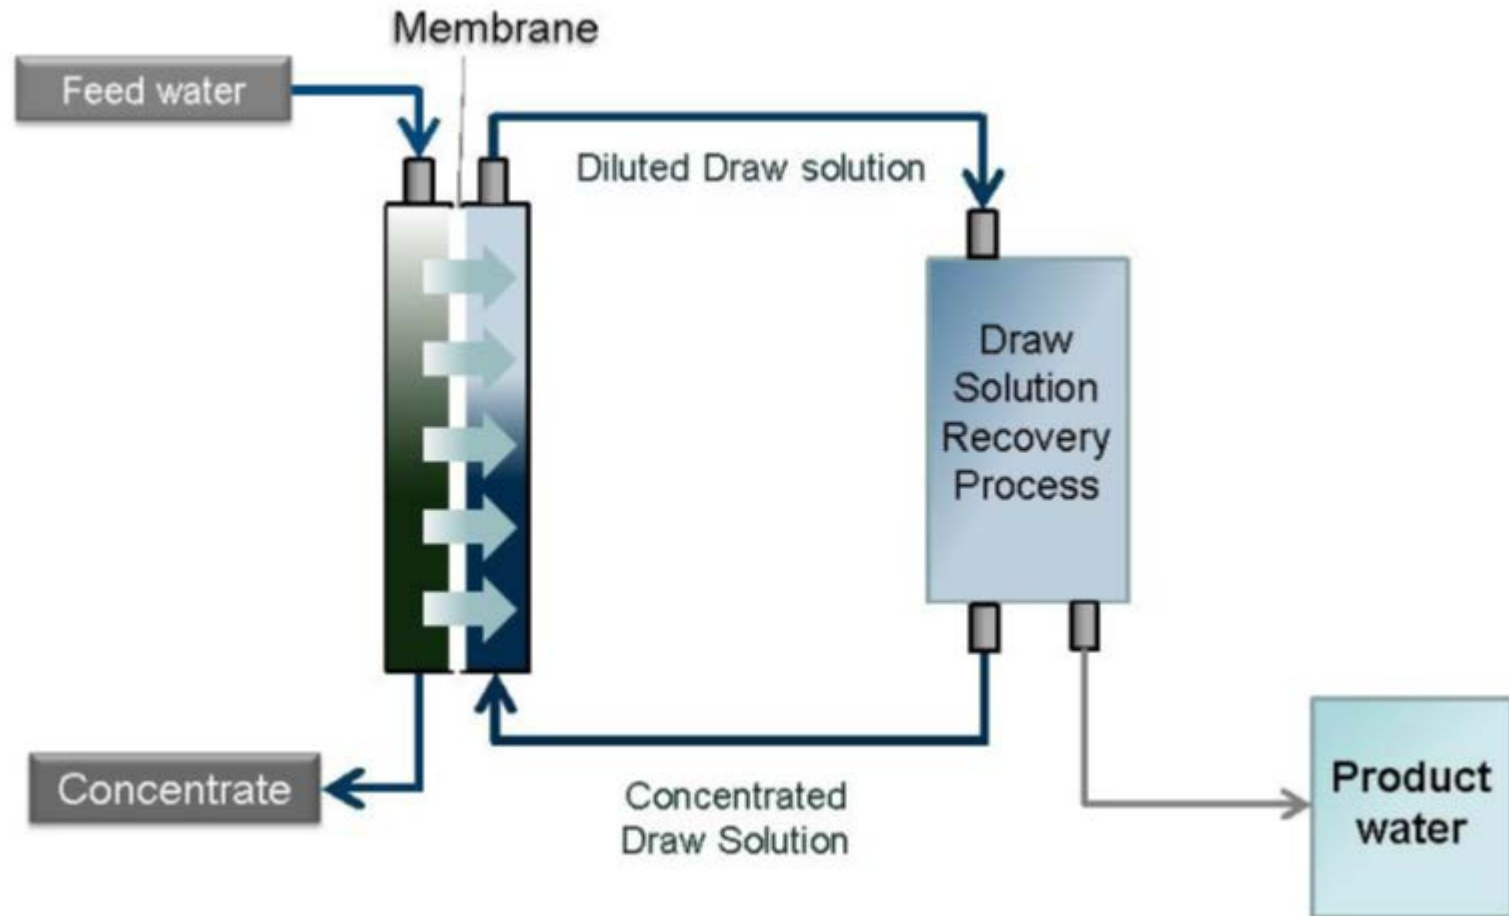 Membrane
Feed water
Diluted Draw solution
Draw
Solution
Recovery
Process
Concentrate
Concentrated
Draw Solution
Product
water